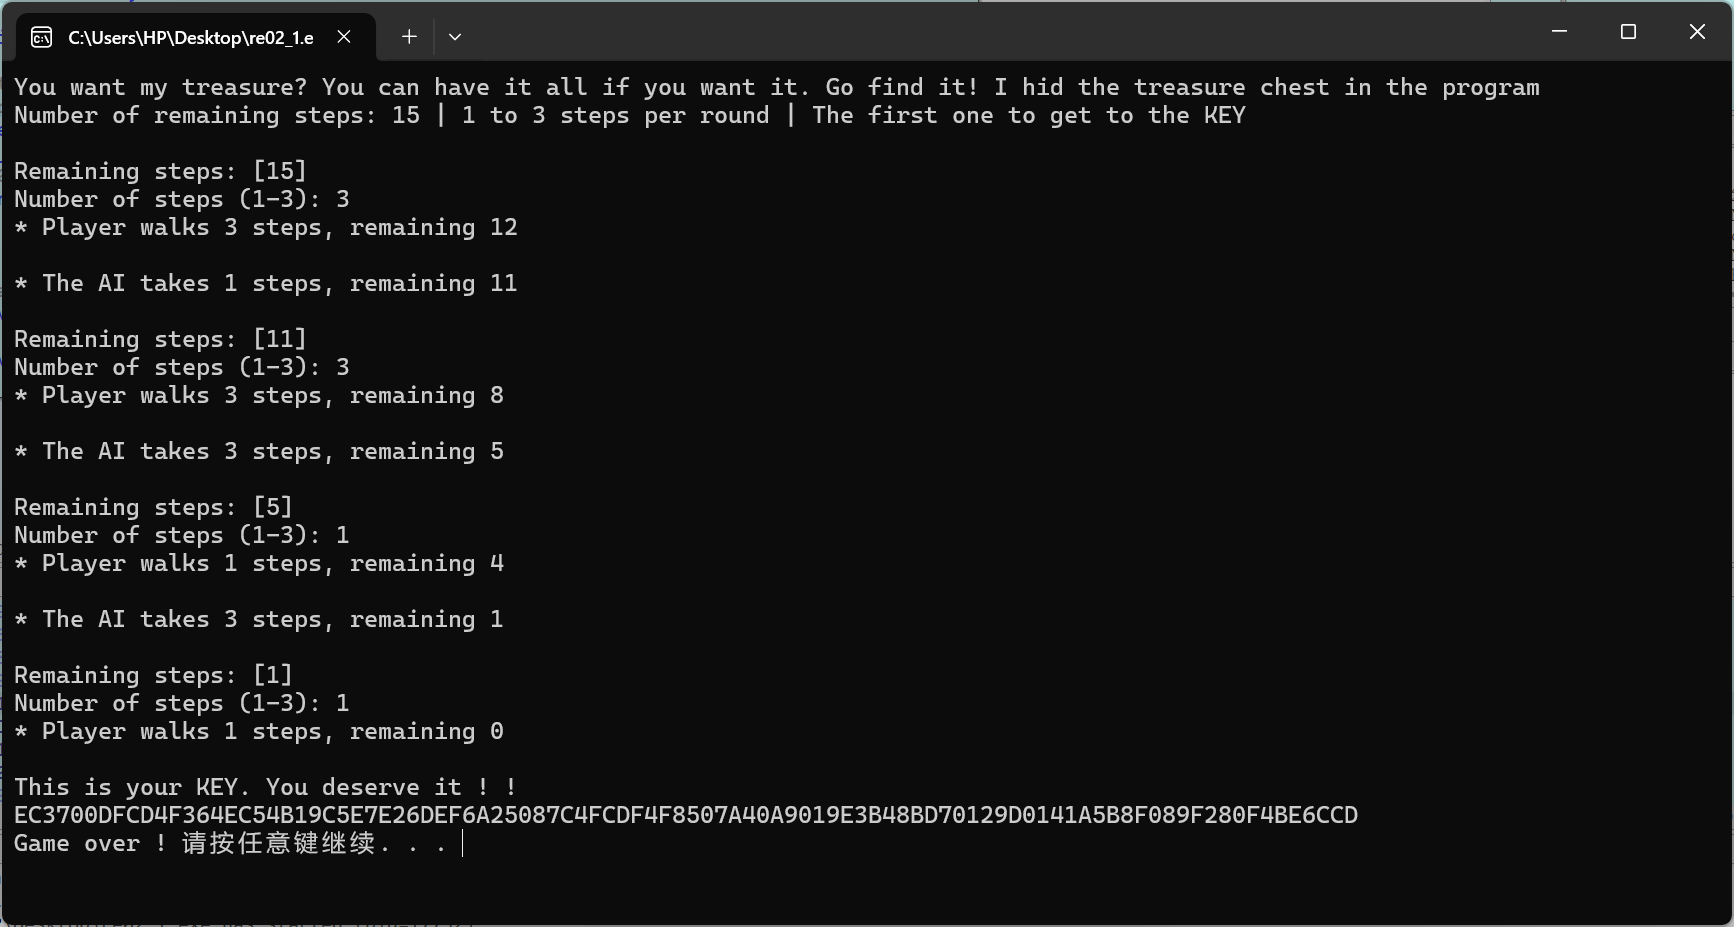 C:\Users\HP\Desktop\re02_1.e
You want my treasure? You can have it all if you want it. Go find it! I hid the treasure chest in the program
Number of remaining steps: 15 | 1 to 3 steps per round | The first one to get to the KEY
Remaining steps: [15]
Number of steps (1-3): 3
* Player walks 3 steps, remaining 12
* The AI takes 1 steps, remaining 11
Remaining steps: [11]
Number of steps (1-3): 3
* Player walks 3 steps, remaining 8
* The AI takes 3 steps, remaining 5
Remaining steps: [5]
Number of steps (1-3): 1
* Player walks 1 steps, remaining 4
* The AI takes 3 steps, remaining 1
Remaining steps: [1]
Number of steps (1-3): 1
* Player walks 1 steps, remaining 0
This is your KEY. You deserve it ! !
EC3700DFCD4F364EC54B19C5E7E26DEF6A25087C4FCDF4F8507A40A9019E3B48BD70129D0141A5B8F089F280F4BE6CCD
Game over ! 请按任意键继续. . .